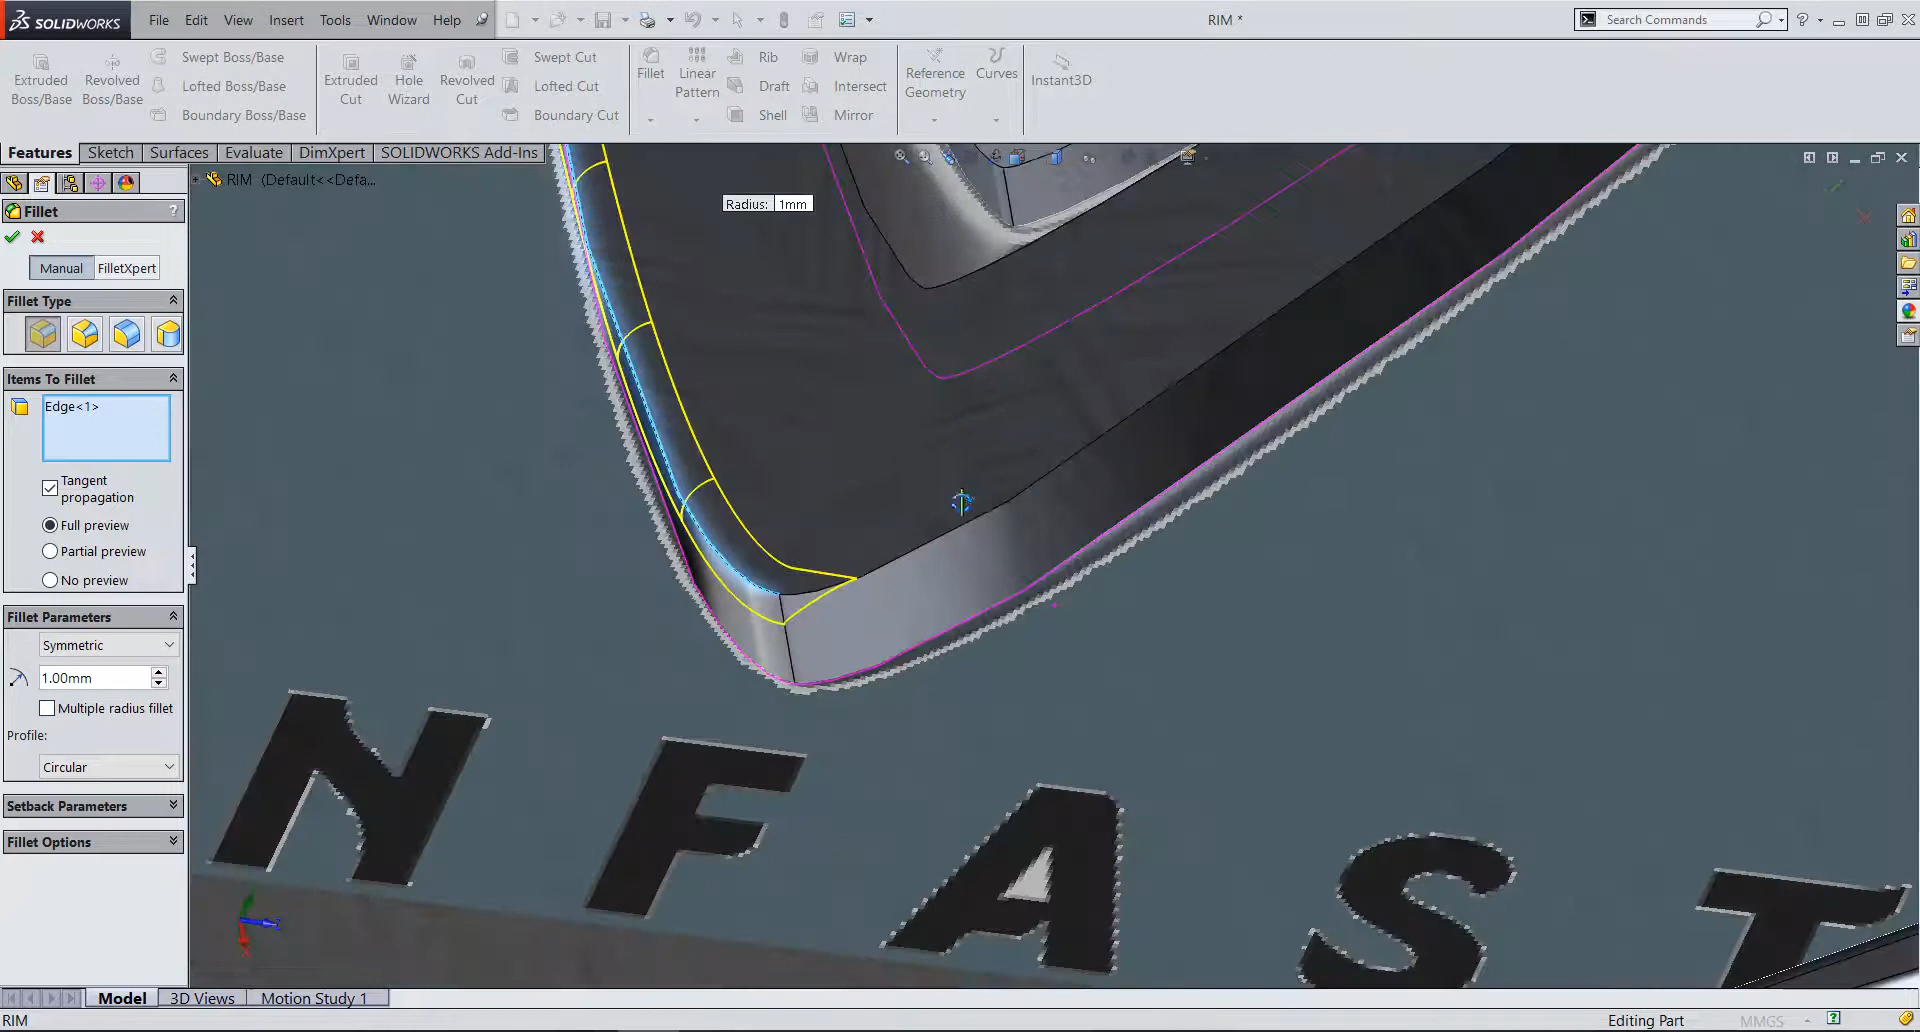 SOLIDWORKS
File Edit View Insert Tools Window Help
RIM *
Search Commands
Extruded Boss/Base
Revolved Boss/Base
Swept Boss/Base
Lofted Boss/Base
Boundary Boss/Base
Extruded Cut
Hole Wizard
Revolved Cut
Swept Cut
Lofted Cut
Boundary Cut
Fillet
Linear Pattern
Rib
Draft
Shell
Wrap
Intersect
Mirror
Reference Geometry
Curves
Instant3D
Features Sketch Surfaces Evaluate DimXpert SOLIDWORKS Add-Ins
RIM (Default<<Defa...
Fillet ?
Radius: 1mm
Manual FilletXpert
Fillet Type
Items To Fillet
Edge<1>
Tangent
propagation
Full preview
Partial preview
No preview
Fillet Parameters
Symmetric
1.00mm
Multiple radius fillet
Profile:
Circular
Setback Parameters
Fillet Options
N F A S T
Model 3D Views Motion Study 1
RIM
Editing Part
MMGS